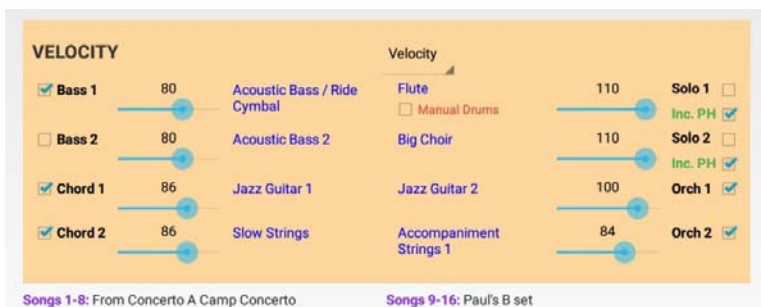 VELOCITY
Velocity
Bass 1 80 Acoustic Bass / Ride
Cymbal
Flute 110 Solo 1
Manual Drums
Inc. PH
Bass 2 80 Acoustic Bass 2
Big Choir 110 Solo 2
Inc. PH
Chord 1 86 Jazz Guitar 1
Jazz Guitar 2 100 Orch 1
Chord 2 86 Slow Strings
Accompaniment 84 Orch 2
Strings 1
Songs 1-8: From Concerto A Camp Concerto
Songs 9-16: Paul's B set